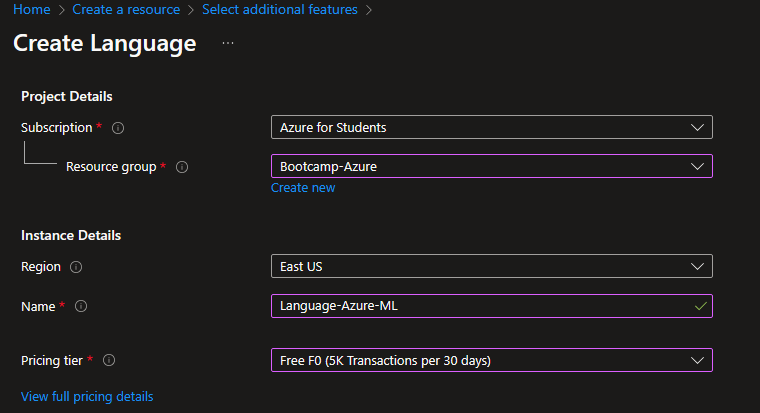 Home > Create a resource > Select additional features >
Create Language ...
Project Details
Subscription * Azure for Students
Resource group * Bootcamp-Azure
Create new
Instance Details
Region East US
Name * Language-Azure-ML
Pricing tier * Free F0 (5K Transactions per 30 days)
View full pricing details